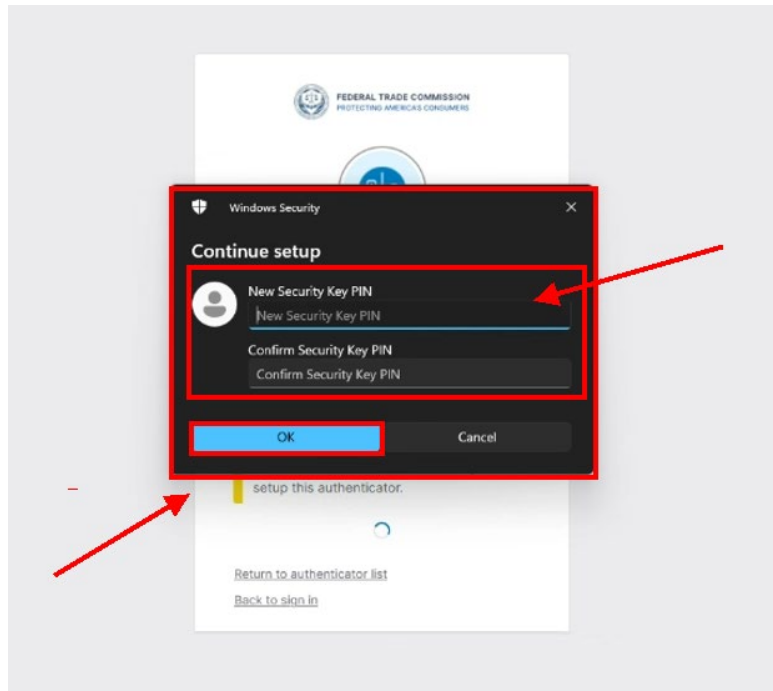 FEDERAL TRADE COMMISSION
PROTECTING AMERICA'S CONSUMERS
Windows Security
Continue setup
New Security Key PIN
New Security Key PIN
Confirm Security Key PIN
Confirm Security Key PIN
OK Cancel
setup this authenticator.
Return to authenticator list
Back to sign in